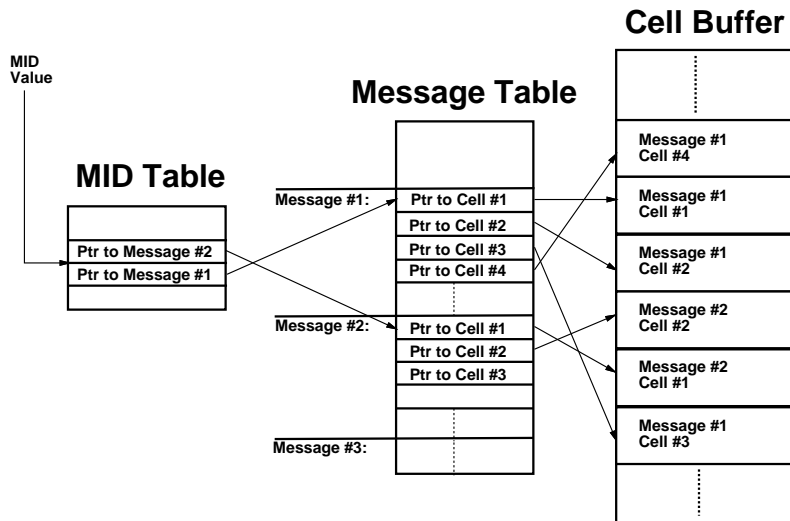 Cell Buffer
MID
Value
Message Table
MID Table
Message #1:
Ptr to Cell #1
Ptr to Cell #2
Ptr to Cell #3
Ptr to Cell #4
Ptr to Message #2
Ptr to Message #1
Message #2:
Ptr to Cell #1
Ptr to Cell #2
Ptr to Cell #3
Message #3:
Message #1
Cell #4
Message #1
Cell #1
Message #1
Cell #2
Message #2
Cell #2
Message #2
Cell #1
Message #1
Cell #3